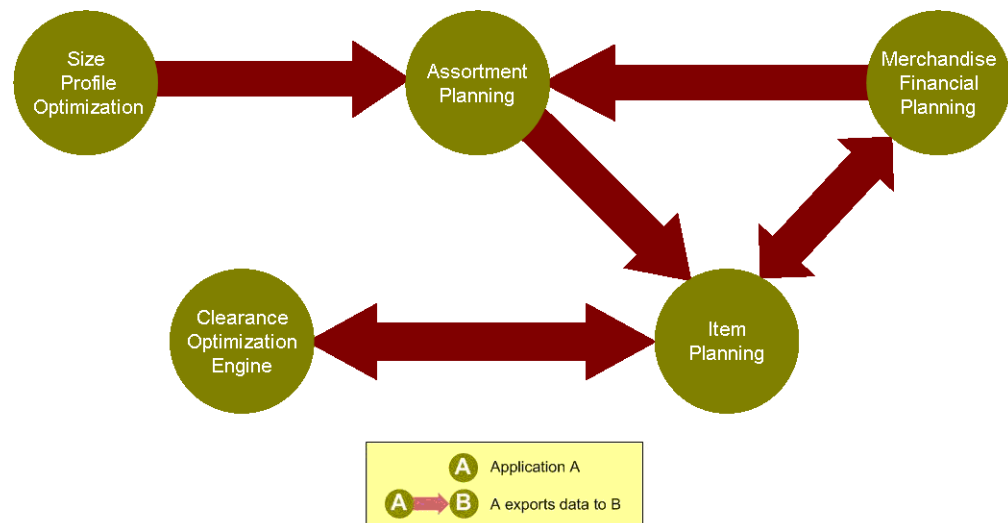 Size
Profile
Optimization
Assortment
Planning
Merchandise
Financial
Planning
Clearance
Optimization
Engine
Item
Planning
A Application A
A B A exports data to B